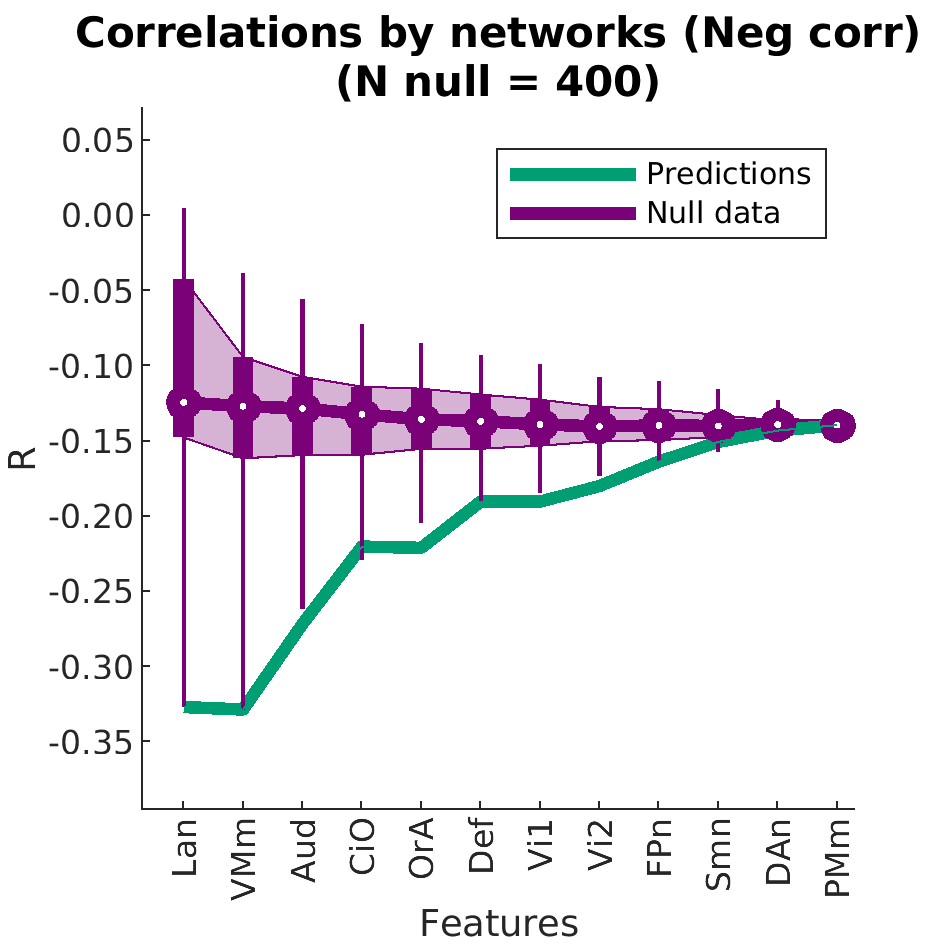 Correlations by networks (Neg corr)
(N null = 400)
Predictions
Null data
0.05
0.00
-0.05
-0.10
-0.15
-0.20
-0.25
-0.30
-0.35
R
Lan
VMm
Aud
CiO
OrA
Def
Vi1
Vi2
FPn
Smn
DAn
PMm
Features